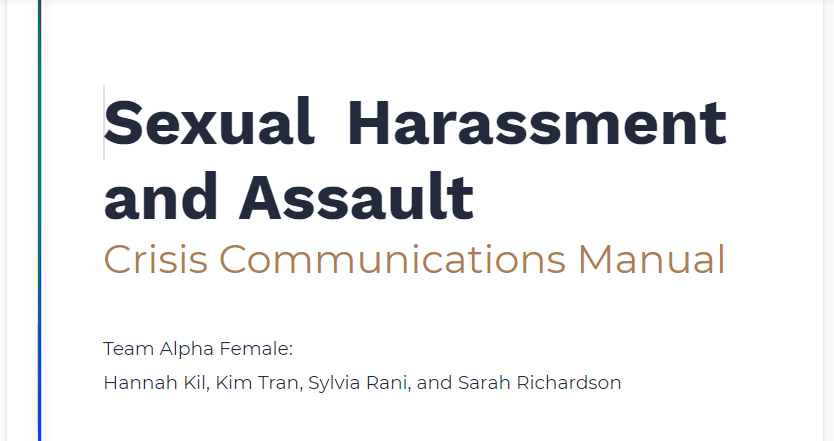 Sexual Harassment
and Assault
Crisis Communications Manual
Team Alpha Female:
Hannah Kil, Kim Tran, Sylvia Rani, and Sarah Richardson